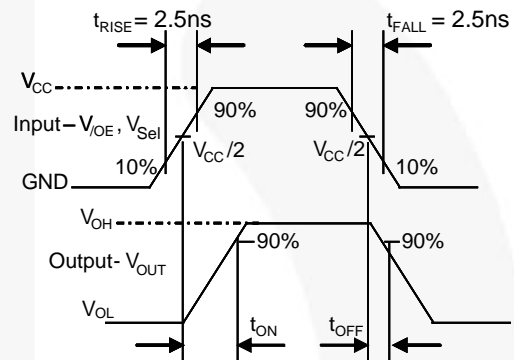 tRISE = 2.5ns
tFALL = 2.5ns
VCC
90%
90%
Input– V/OE , VSel
VCC/2
VCC/2
10%
10%
GND
VOH
90%
90%
Output- VOUT
VOL
tON
tOFF